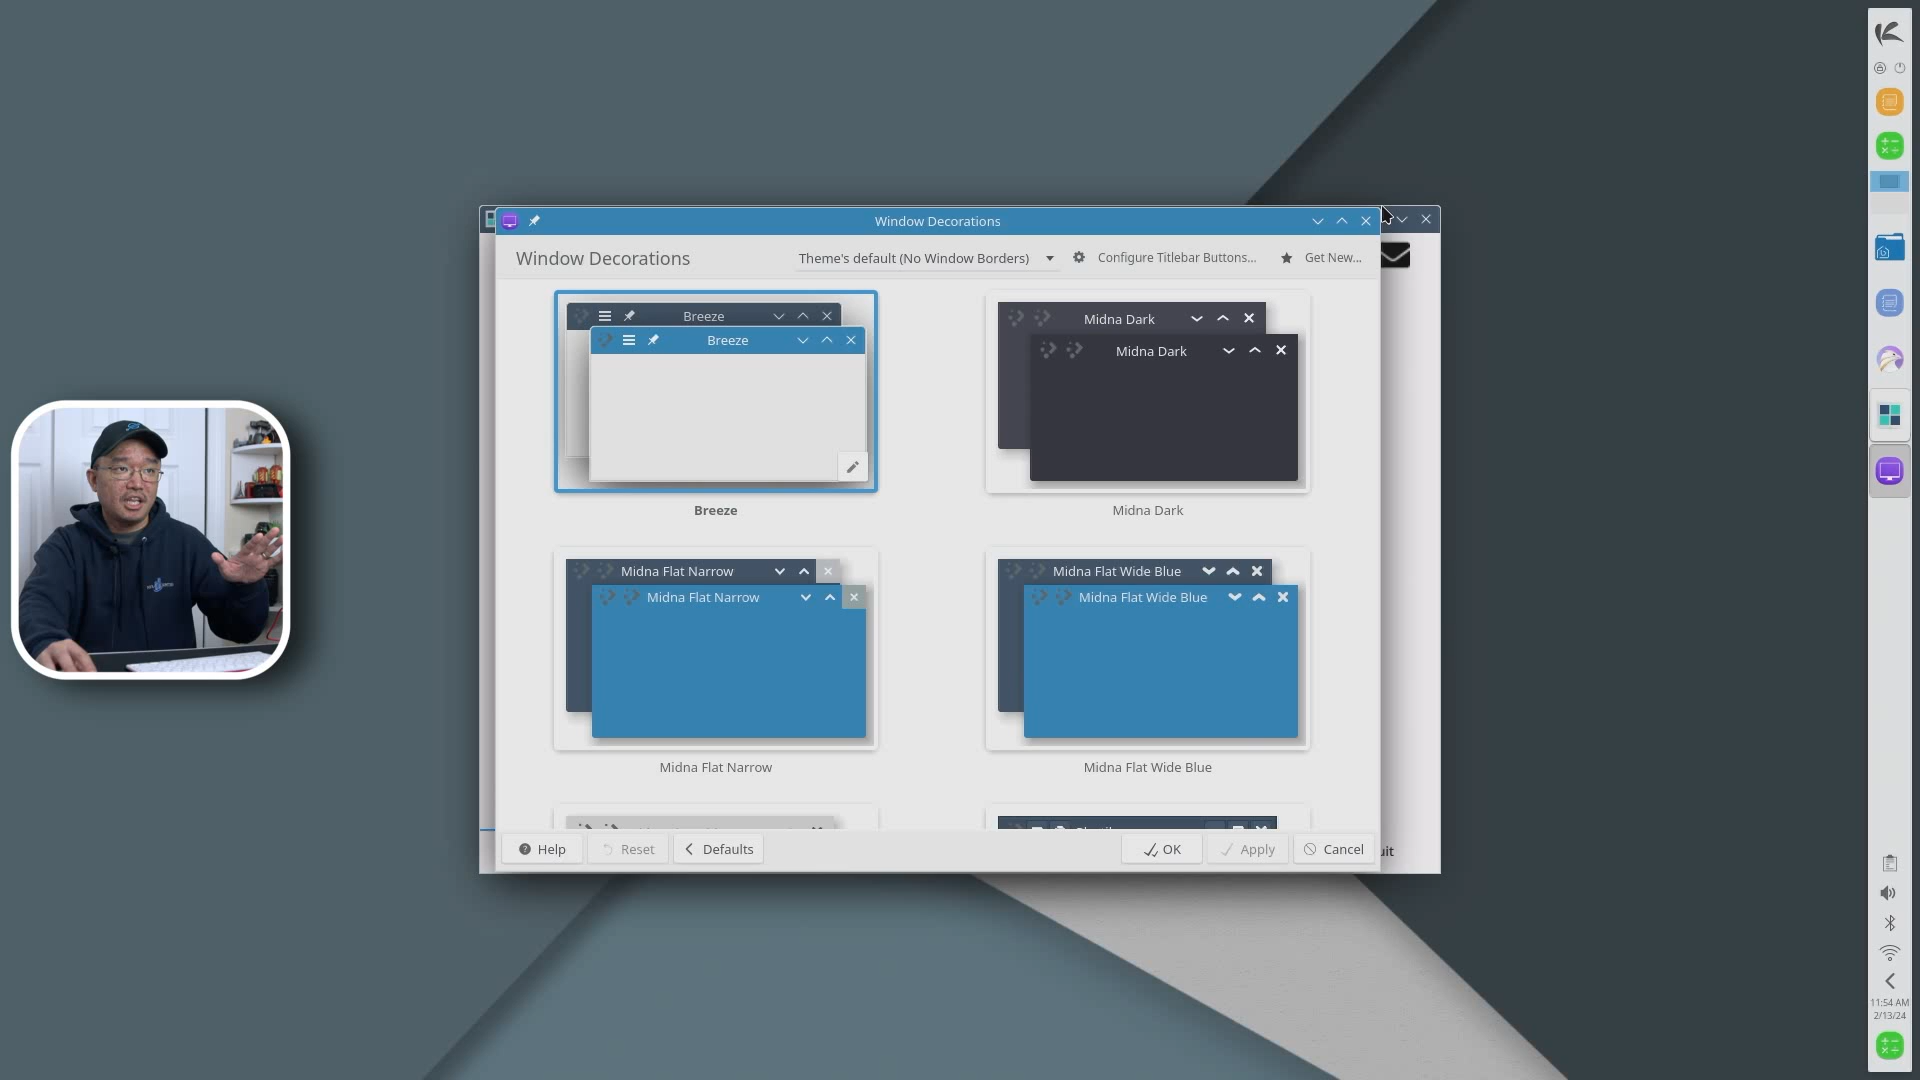 Window Decorations
Window Decorations
Theme's default (No Window Borders)
Configure Titlebar Buttons...
Get New...
Breeze
Breeze
Breeze
Midna Dark
Midna Dark
Midna Dark
Midna Flat Narrow
Midna Flat Narrow
Midna Flat Narrow
Midna Flat Wide Blue
Midna Flat Wide Blue
Midna Flat Wide Blue
Help
Reset
Defaults
OK
Apply
Cancel
uit
11:54 AM
2/13/24